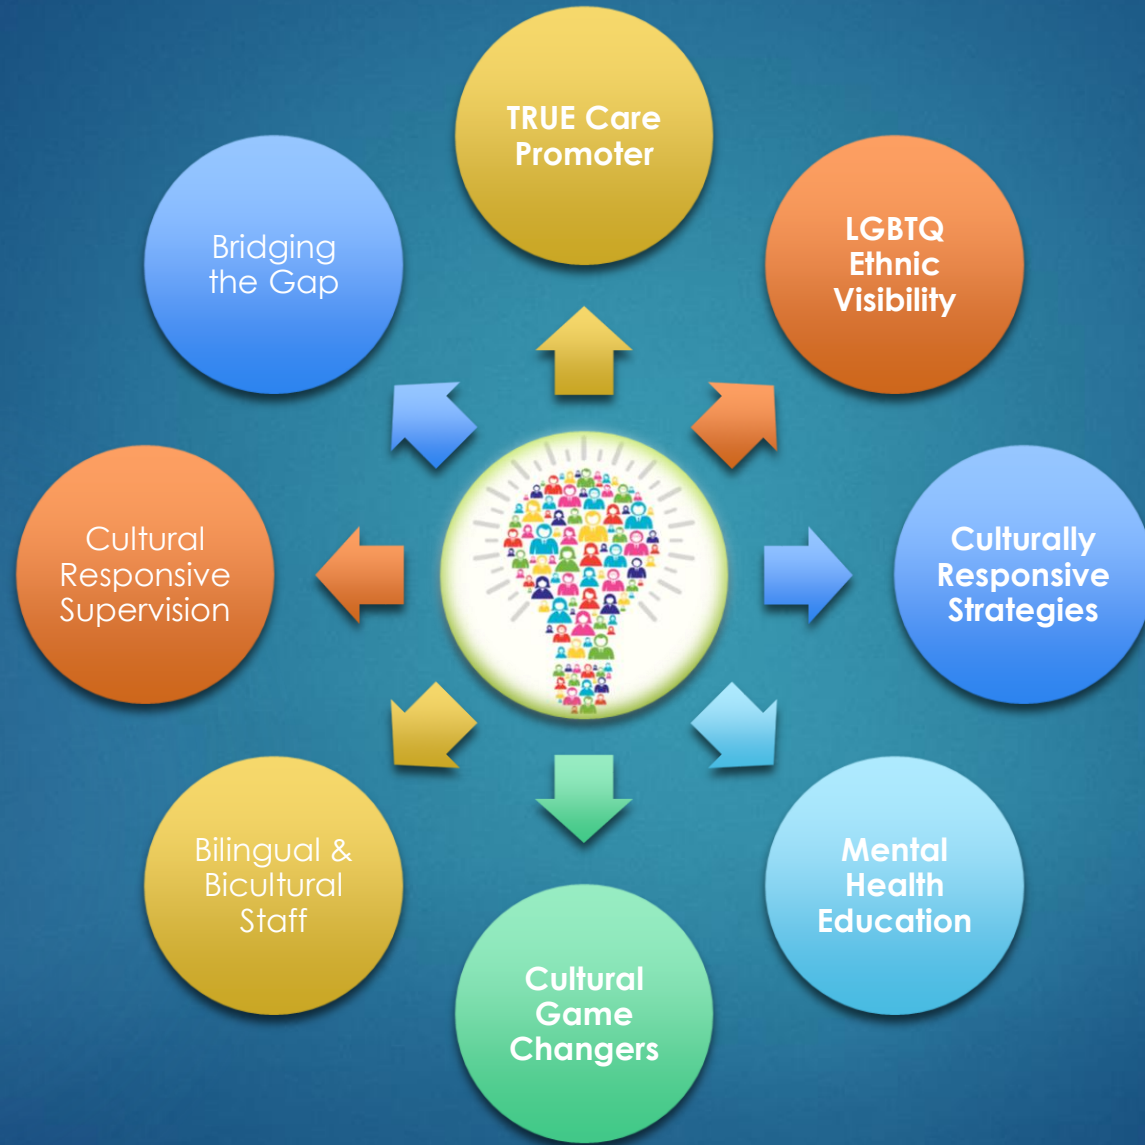 TRUE Care
Promoter
LGBTQ
Ethnic
Visibility
Culturally
Responsive
Strategies
Mental
Health
Education
Cultural
Game
Changers
Bilingual &
Bicultural
Staff
Cultural
Responsive
Supervision
Bridging
the Gap